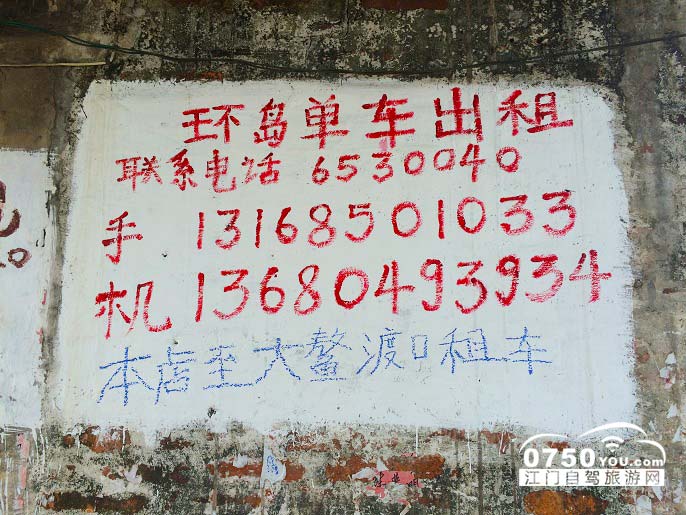 环岛单车出租
联系电话 6530040
手 13168501033
机 13680493934
本店至大鳌渡口租车
0750YOU.com
江门自驾旅游网